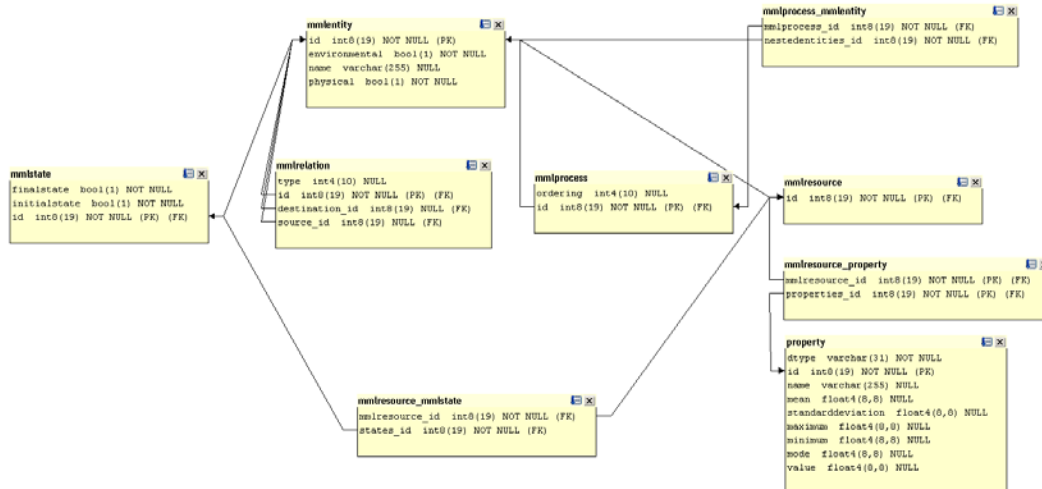 mmlentity
id int8(19) NOT NULL (PK)
environmental bool(1) NOT NULL
name varchar(255) NULL
physical bool(1) NOT NULL
mmlprocess_mmlentity
mmlprocess_id int8(19) NOT NULL (FK)
nestedentities_id int8(19) NOT NULL (FK)
mmlstate
finalstate bool(1) NOT NULL
initialstate bool(1) NOT NULL
id int8(19) NOT NULL (PK) (FK)
mmlrelation
type int4(10) NULL
id int8(19) NOT NULL (PK) (FK)
destination_id int8(19) NULL (FK)
source_id int8(19) NULL (FK)
mmlprocess
ordering int4(10) NULL
id int8(19) NOT NULL (PK) (FK)
mmlresource
id int8(19) NOT NULL (PK) (FK)
mmlresource_property
mmlresource_id int8(19) NOT NULL (PK) (FK)
properties_id int8(19) NOT NULL (PK) (FK)
property
dtype varchar(31) NOT NULL
id int8(19) NOT NULL (PK)
name varchar(255) NULL
mean float4(8,8) NULL
standarddeviation float4(8,8) NULL
maximum float4(8,8) NULL
minimum float4(8,8) NULL
mode float4(8,8) NULL
value float4(8,8) NULL
mmlresource_mmlstate
mmlresource_id int8(19) NOT NULL (FK)
states_id int8(19) NOT NULL (FK)